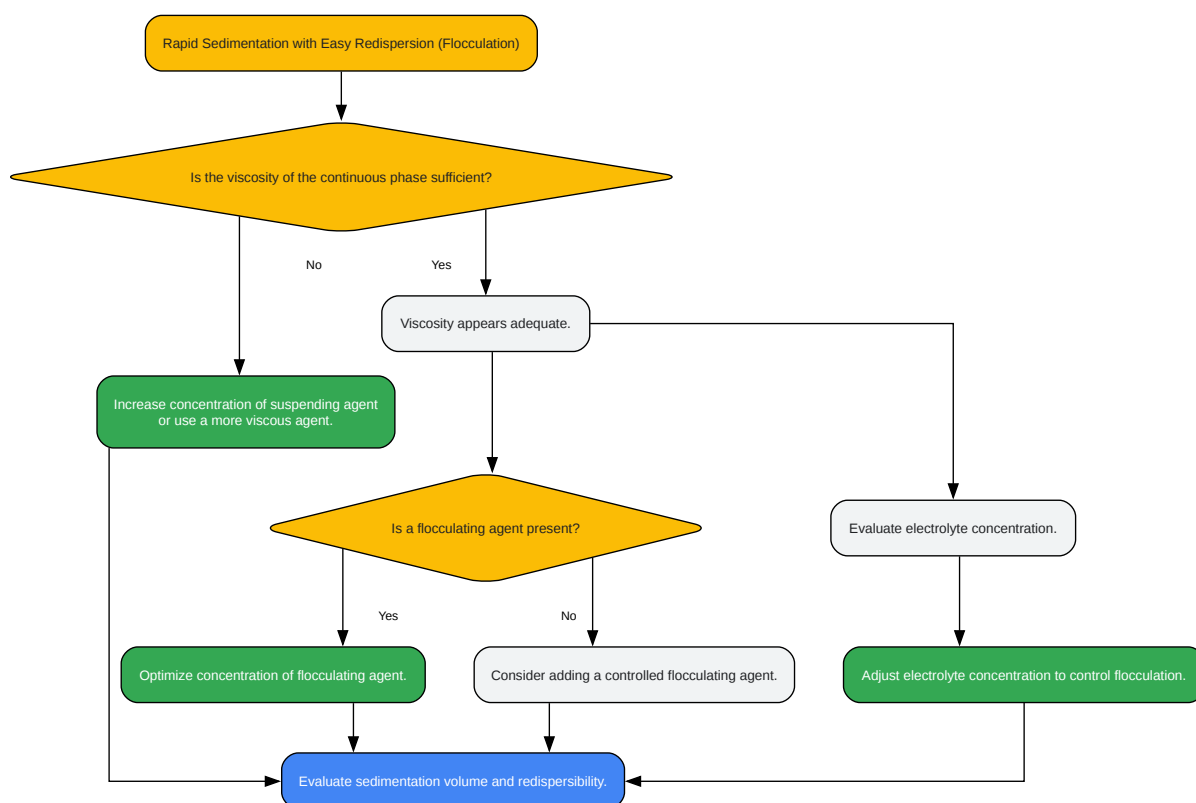 Rapid Sedimentation with Easy Redispersion (Flocculation)
Is the viscosity of the continuous phase sufficient?
No
Yes
Viscosity appears adequate.
Increase concentration of suspending agent
or use a more viscous agent.
Is a flocculating agent present?
Evaluate electrolyte concentration.
Yes
No
Optimize concentration of flocculating agent.
Consider adding a controlled flocculating agent.
Adjust electrolyte concentration to control flocculation.
Evaluate sedimentation volume and redispersibility.